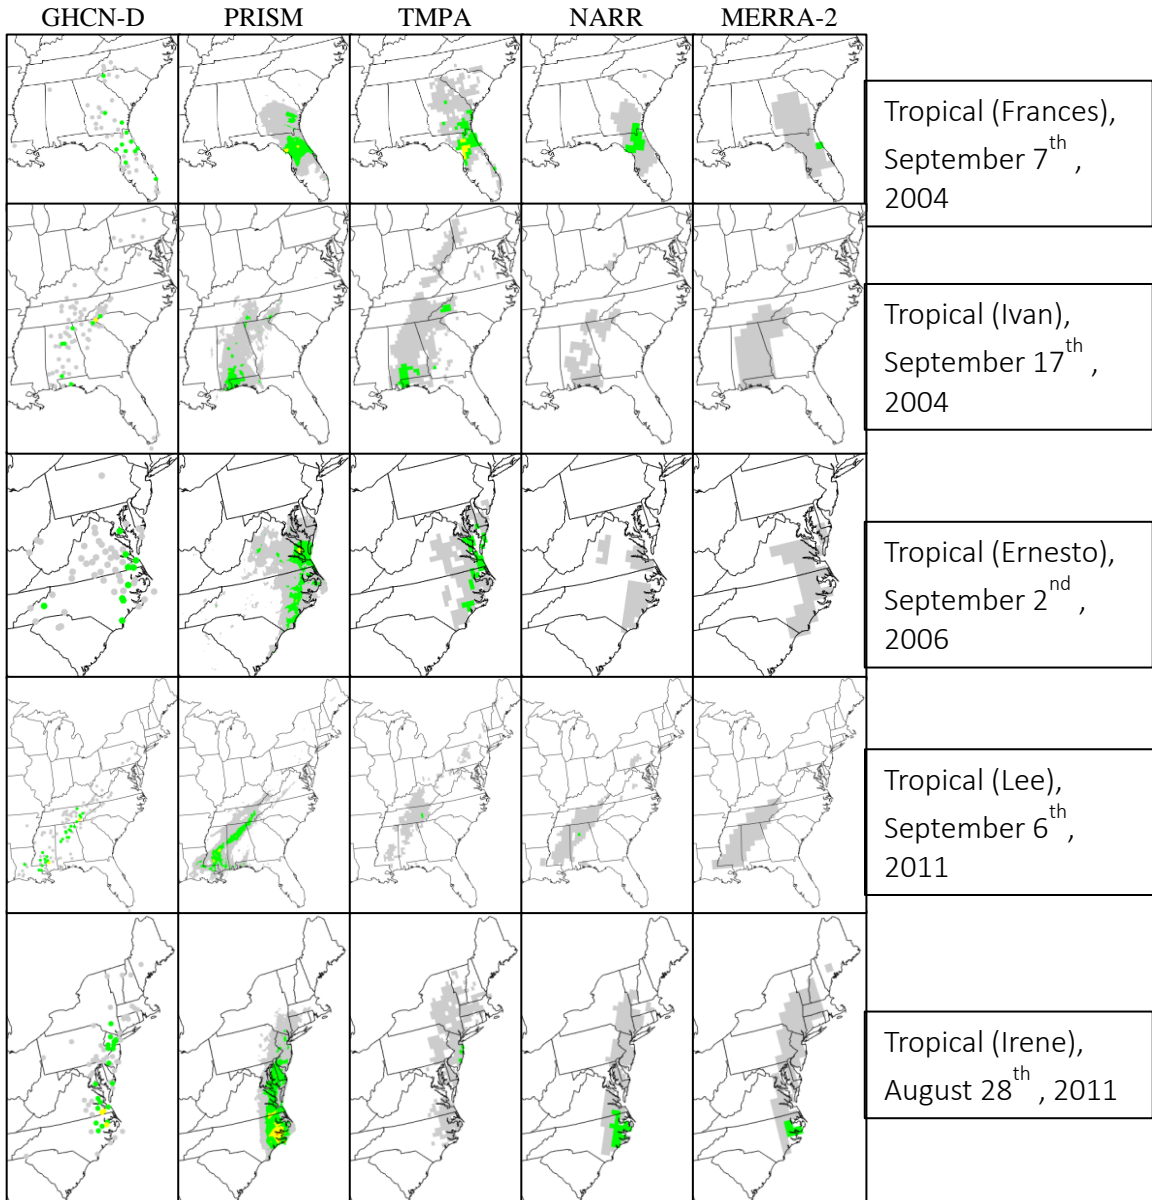 GHCN-D PRISM TMPA NARR MERRA-2
Tropical (Frances),
September 7th ,
2004
Tropical (Ivan),
September 17th ,
2004
Tropical (Ernesto),
September 2nd ,
2006
Tropical (Lee),
September 6th,
2011
Tropical (Irene),
August 28th , 2011